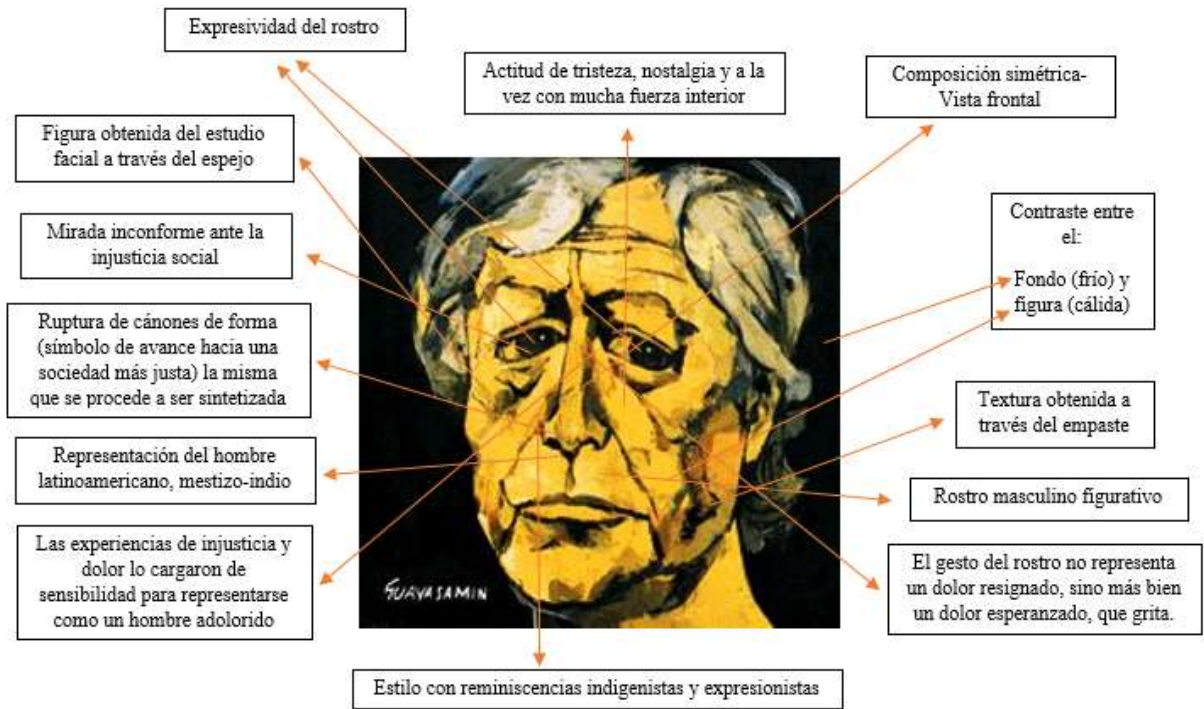 Expresividad del rostro
Actitud de tristeza, nostalgia y a la
vez con mucha fuerza interior
Composición simétrica-
Vista frontal
Figura obtenida del estudio
facial a través del espejo
Mirada inconforme ante la
injusticia social
Contraste entre
el:
Fondo (frío) y
figura (cálida)
Ruptura de cánones de forma
(símbolo de avance hacia una
sociedad más justa) la misma
que se procede a ser sintetizada
Textura obtenida a
través del empaste
Representación del hombre
latinoamericano, mestizo-indio
Rostro masculino figurativo
Las experiencias de injusticia y
dolor lo cargaron de
sensibilidad para representarse
como un hombre adolorido
El gesto del rostro no representa
un dolor resignado, sino más bien
un dolor esperanzado, que grita.
GUAYASAMIN
Estilo con reminiscencias indigenistas y expresionistas